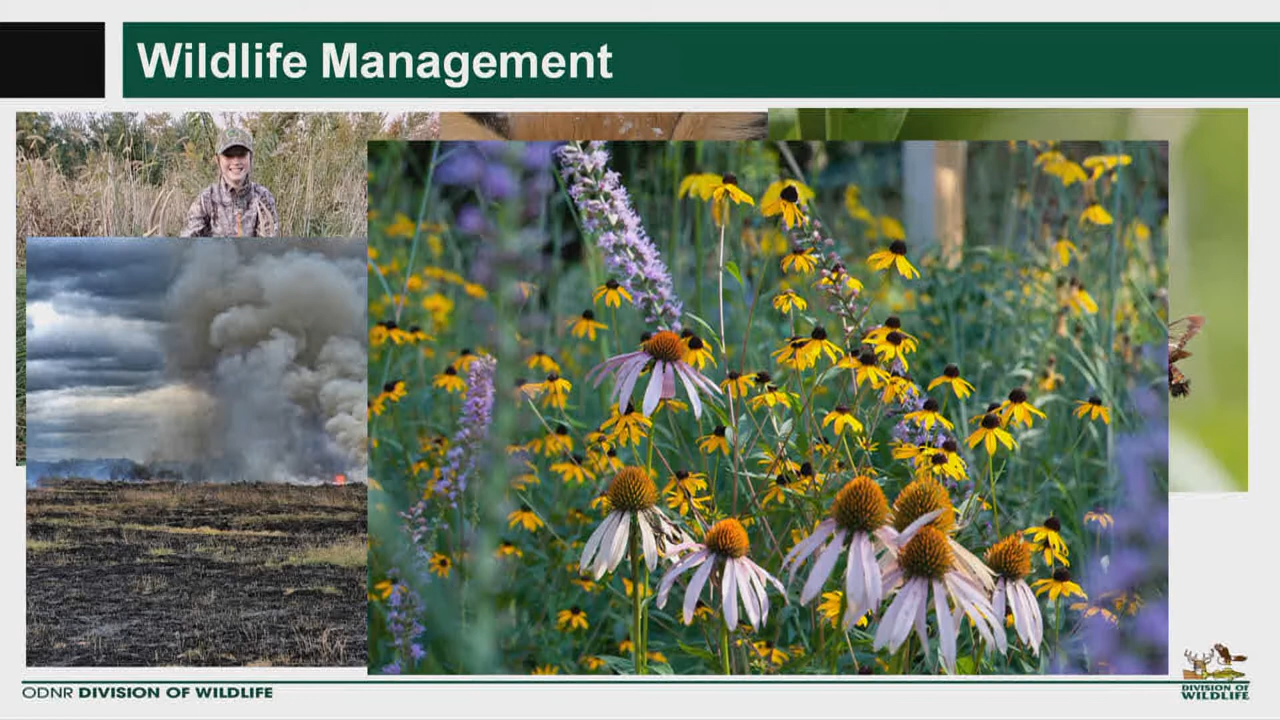 Wildlife Management
ODNR DIVISION OF WILDLIFE
DIVISION OF
WILDLIFE